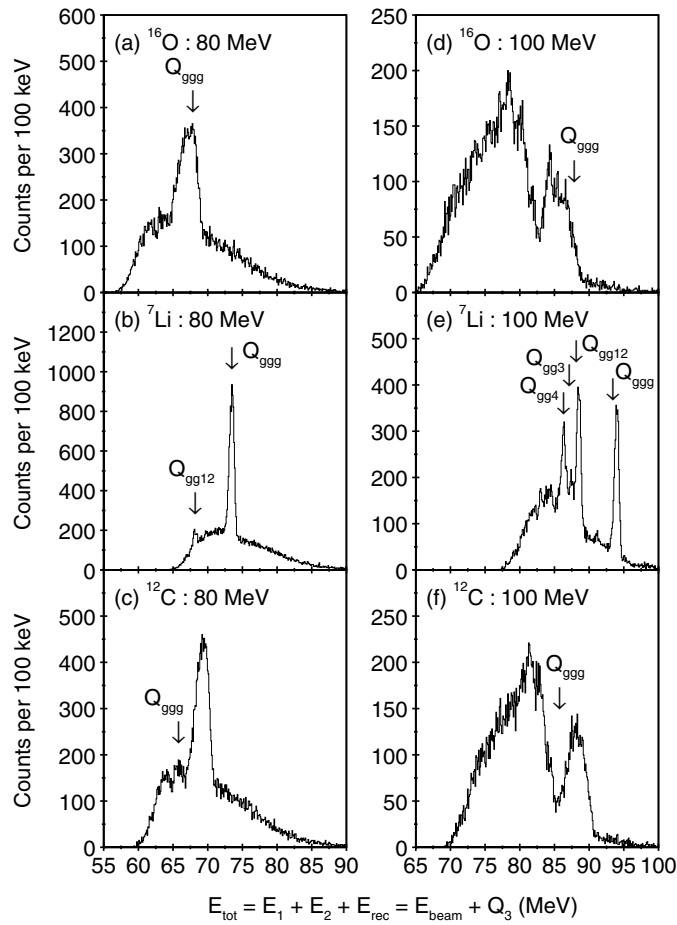 (a) ¹⁶O : 80 MeV
Q_ggg
600
500
400
300
200
100
0
Counts per 100 keV
(d) ¹⁶O : 100 MeV
Q_ggg
250
200
150
100
50
0
(b) ⁷Li : 80 MeV
Q_ggg
Q_gg12
1200
1000
800
600
400
200
0
Counts per 100 keV
(e) ⁷Li : 100 MeV
Q_gg3
Q_gg12
Q_gg4
Q_ggg
500
400
300
200
100
0
(c) ¹²C : 80 MeV
Q_ggg
500
400
300
200
100
0
Counts per 100 keV
55 60 65 70 75 80 85 90
(f) ¹²C : 100 MeV
Q_ggg
250
200
150
100
50
0
65 70 75 80 85 90 95 100
E_tot = E_1 + E_2 + E_rec = E_beam + Q_3 (MeV)